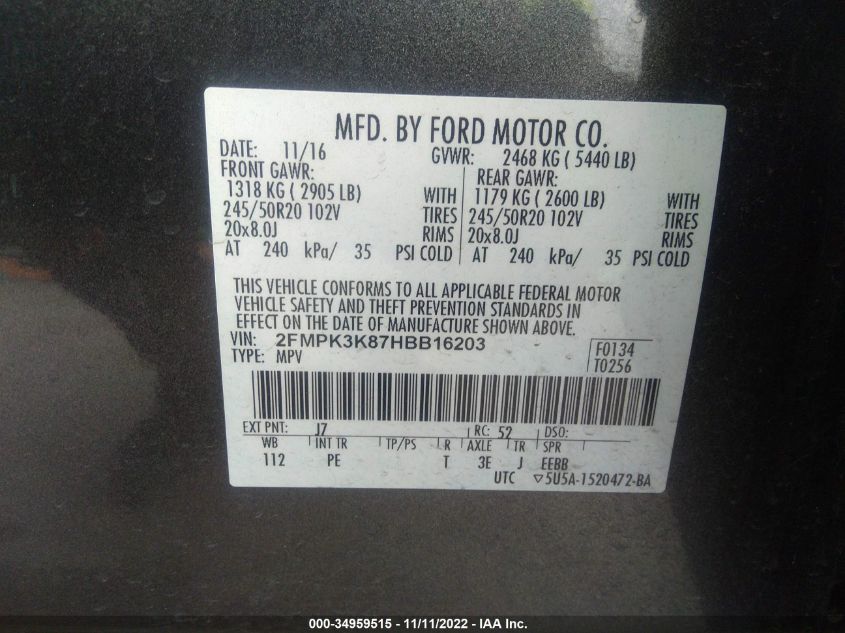 MFD. BY FORD MOTOR CO.
DATE: 11/16 GVWR: 2468 KG ( 5440 LB)
FRONT GAWR: REAR GAWR:
1318 KG ( 2905 LB) WITH 1179 KG ( 2600 LB) WITH
245/50R20 102V TIRES 245/50R20 102V TIRES
20x8.0J RIMS 20x8.0J RIMS
AT 240 kPa/ 35 PSI COLD AT 240 kPa/ 35 PSI COLD
THIS VEHICLE CONFORMS TO ALL APPLICABLE FEDERAL MOTOR
VEHICLE SAFETY AND THEFT PREVENTION STANDARDS IN
EFFECT ON THE DATE OF MANUFACTURE SHOWN ABOVE.
VIN: 2FMPK3K87HBB16203 F0134
TYPE: MPV T0256
EXT PNT: J7 RC: 52 DSO:
WB INT TR TP/PS R AXLE TR SPR
112 PE T 3E J EEBB
UTC ▽5U5A-1520472-BA
000-34959515 - 11/11/2022 - IAA Inc.